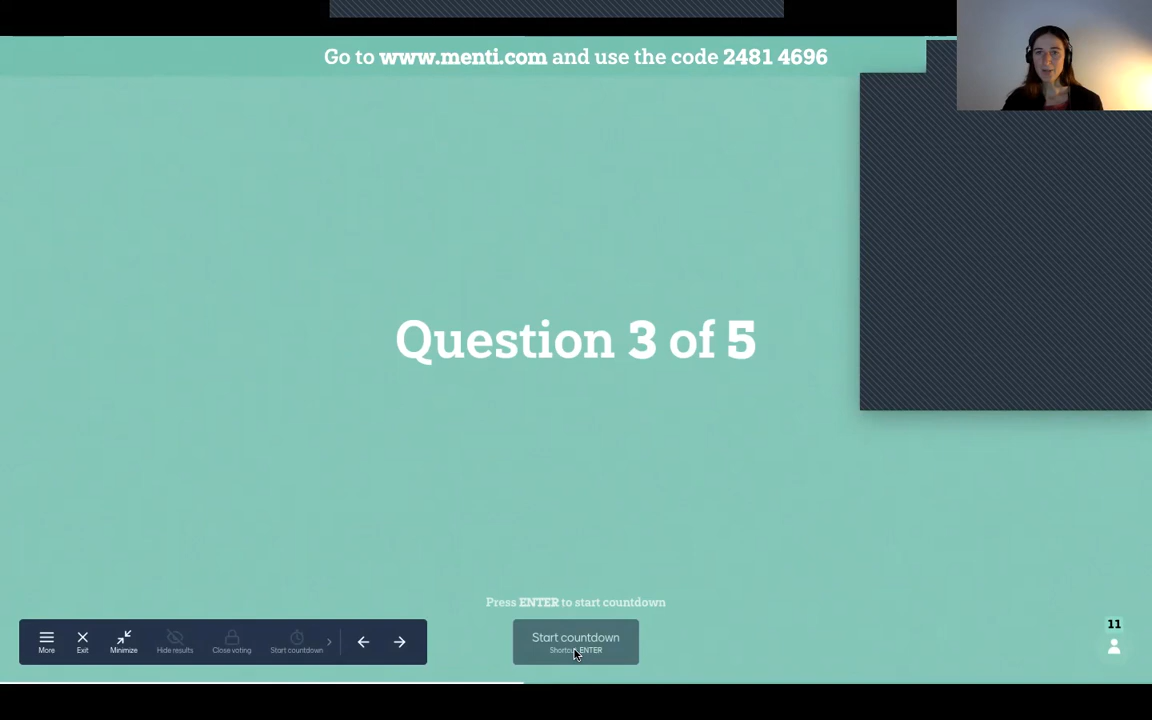 Go to www.menti.com and use the code 2481 4696
Question 3 of 5
Press ENTER to start countdown
Start countdown
ENTER
More
Exit
Minimize
Hide results
Close voting
Start countdown
11